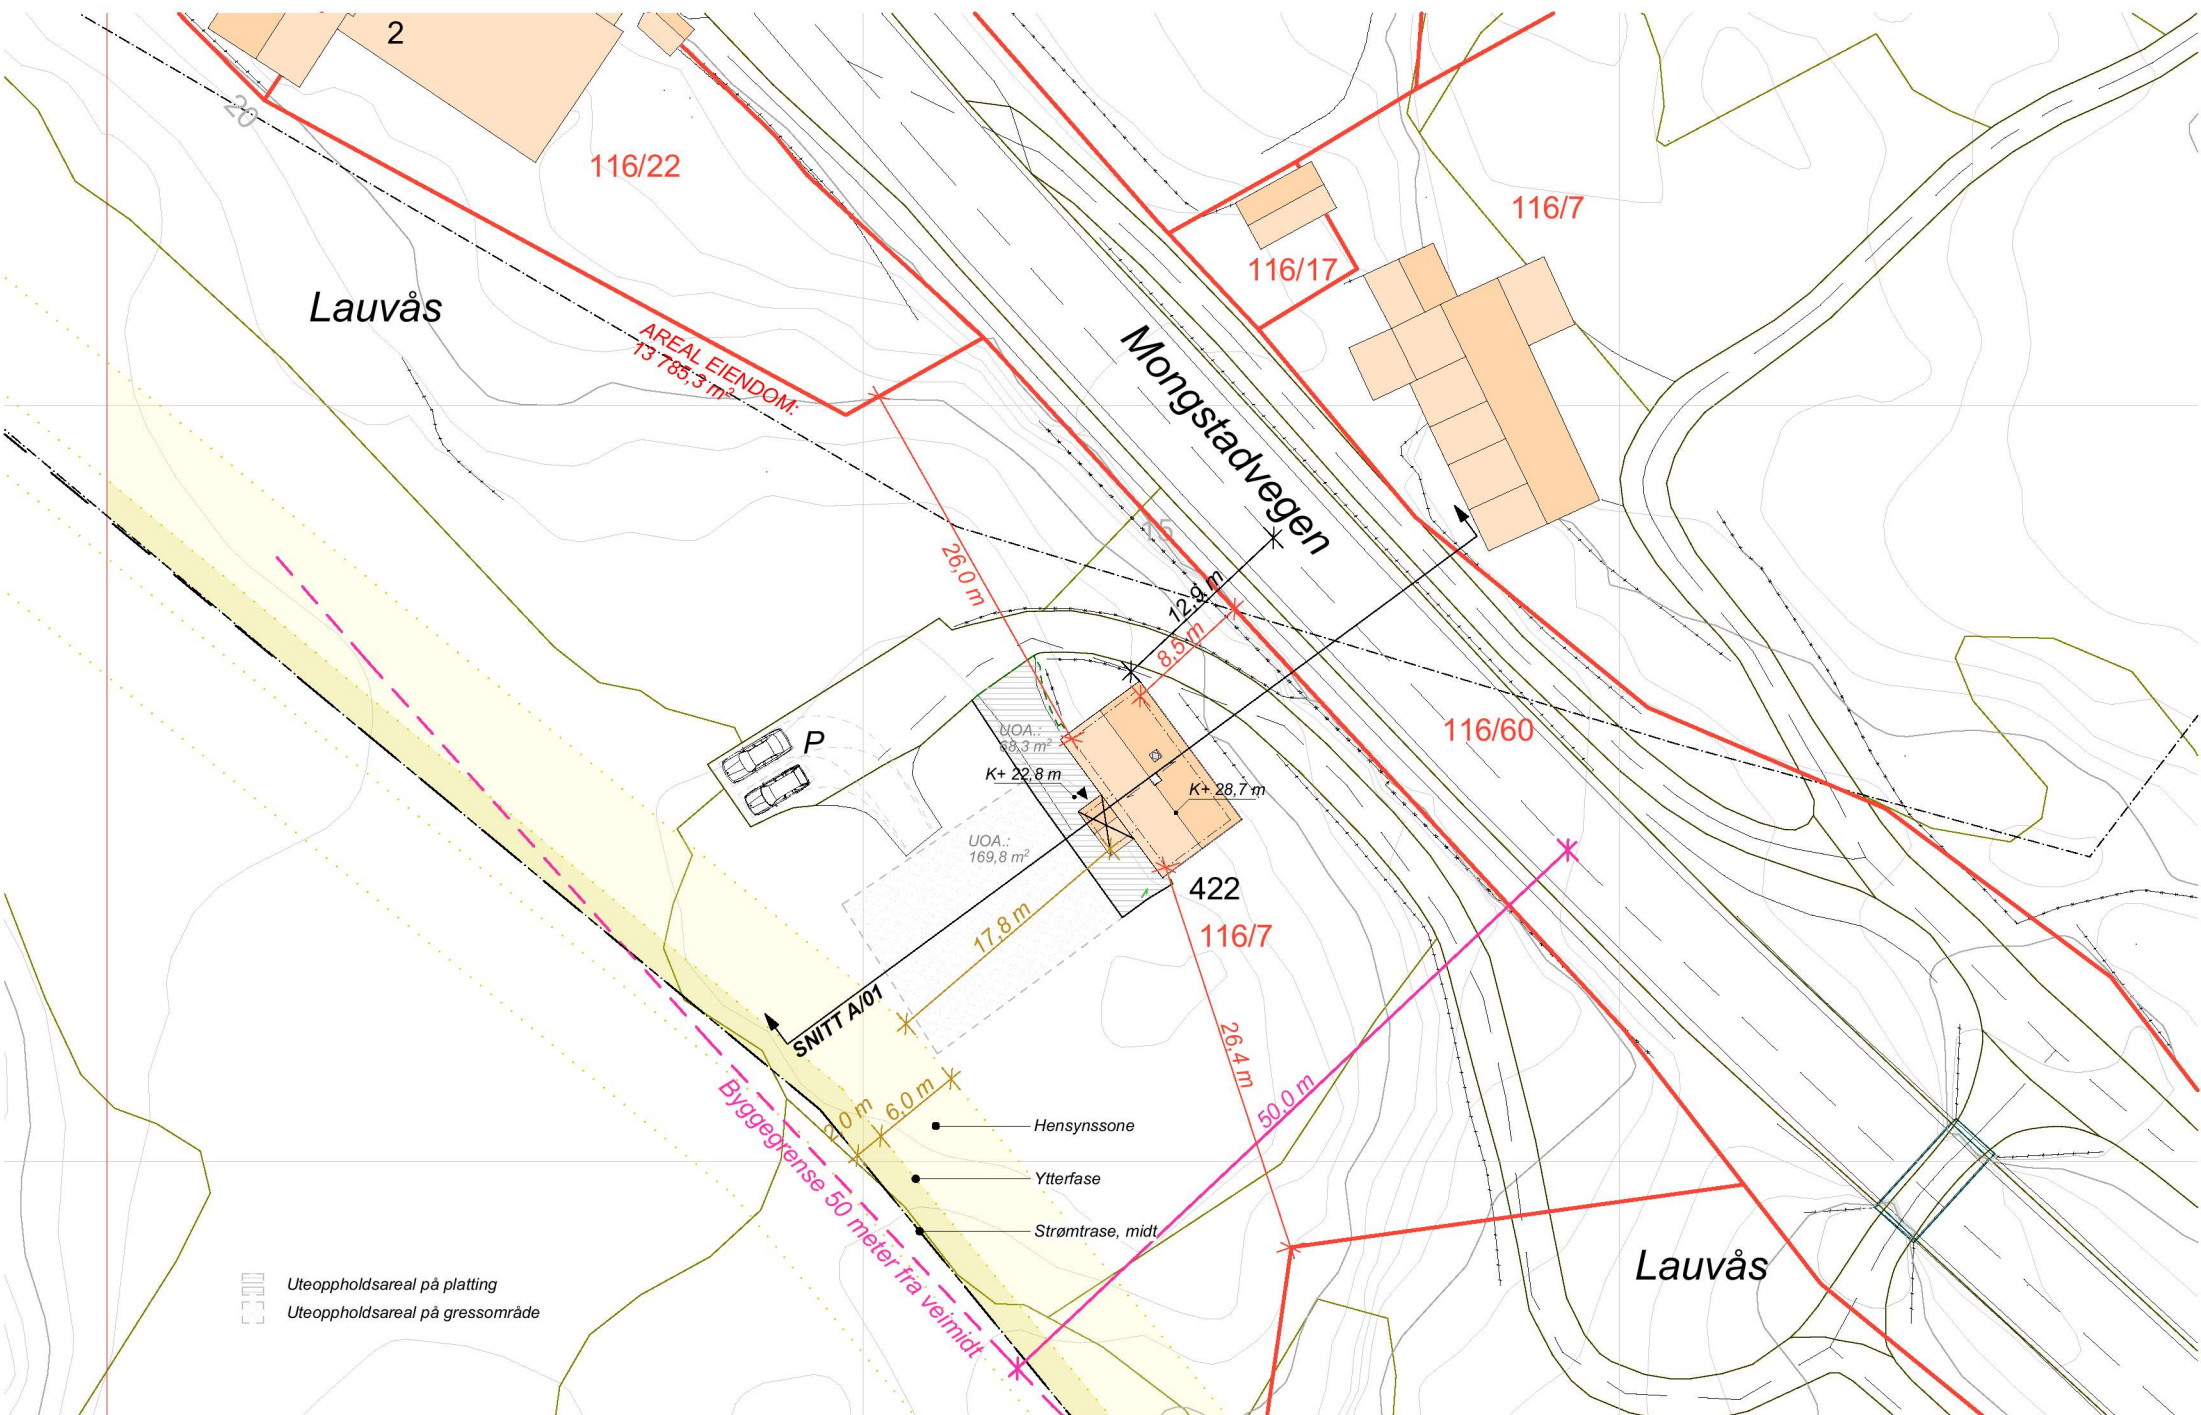 2
20
116/22
116/7
116/17
Lauvås
AREAL EIENDOM:
13 785,3 m²
Mongstadvegen
15
26,0 m
12,9 m
8,5 m
116/60
P
UOA.:
68,3 m²
K+ 22,8 m
K+ 28,7 m
UOA.:
169,8 m²
422
116/7
17,8 m
SNITT A/01
26,4 m
50,0 m
6,0 m
2,0 m
Hensynssone
Ytterfase
Strømtrase, midt
Byggegrense 50 meter fra veimidt
Lauvås
Uteoppholdsareal på platting
Uteoppholdsareal på gressområde